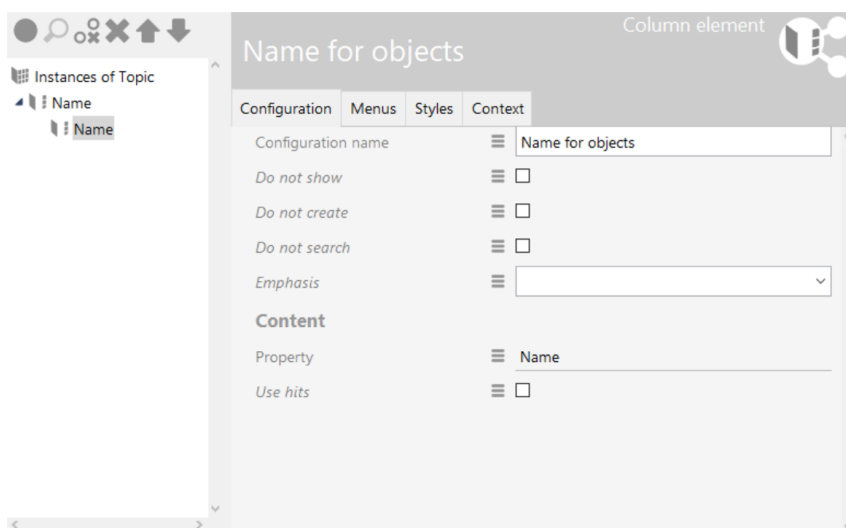 Column element
Name for objects
Instances of Topic
Name
Name
Configuration Menus Styles Context
Configuration name Name for objects
Do not show
Do not create
Do not search
Emphasis
Content
Property Name
Use hits